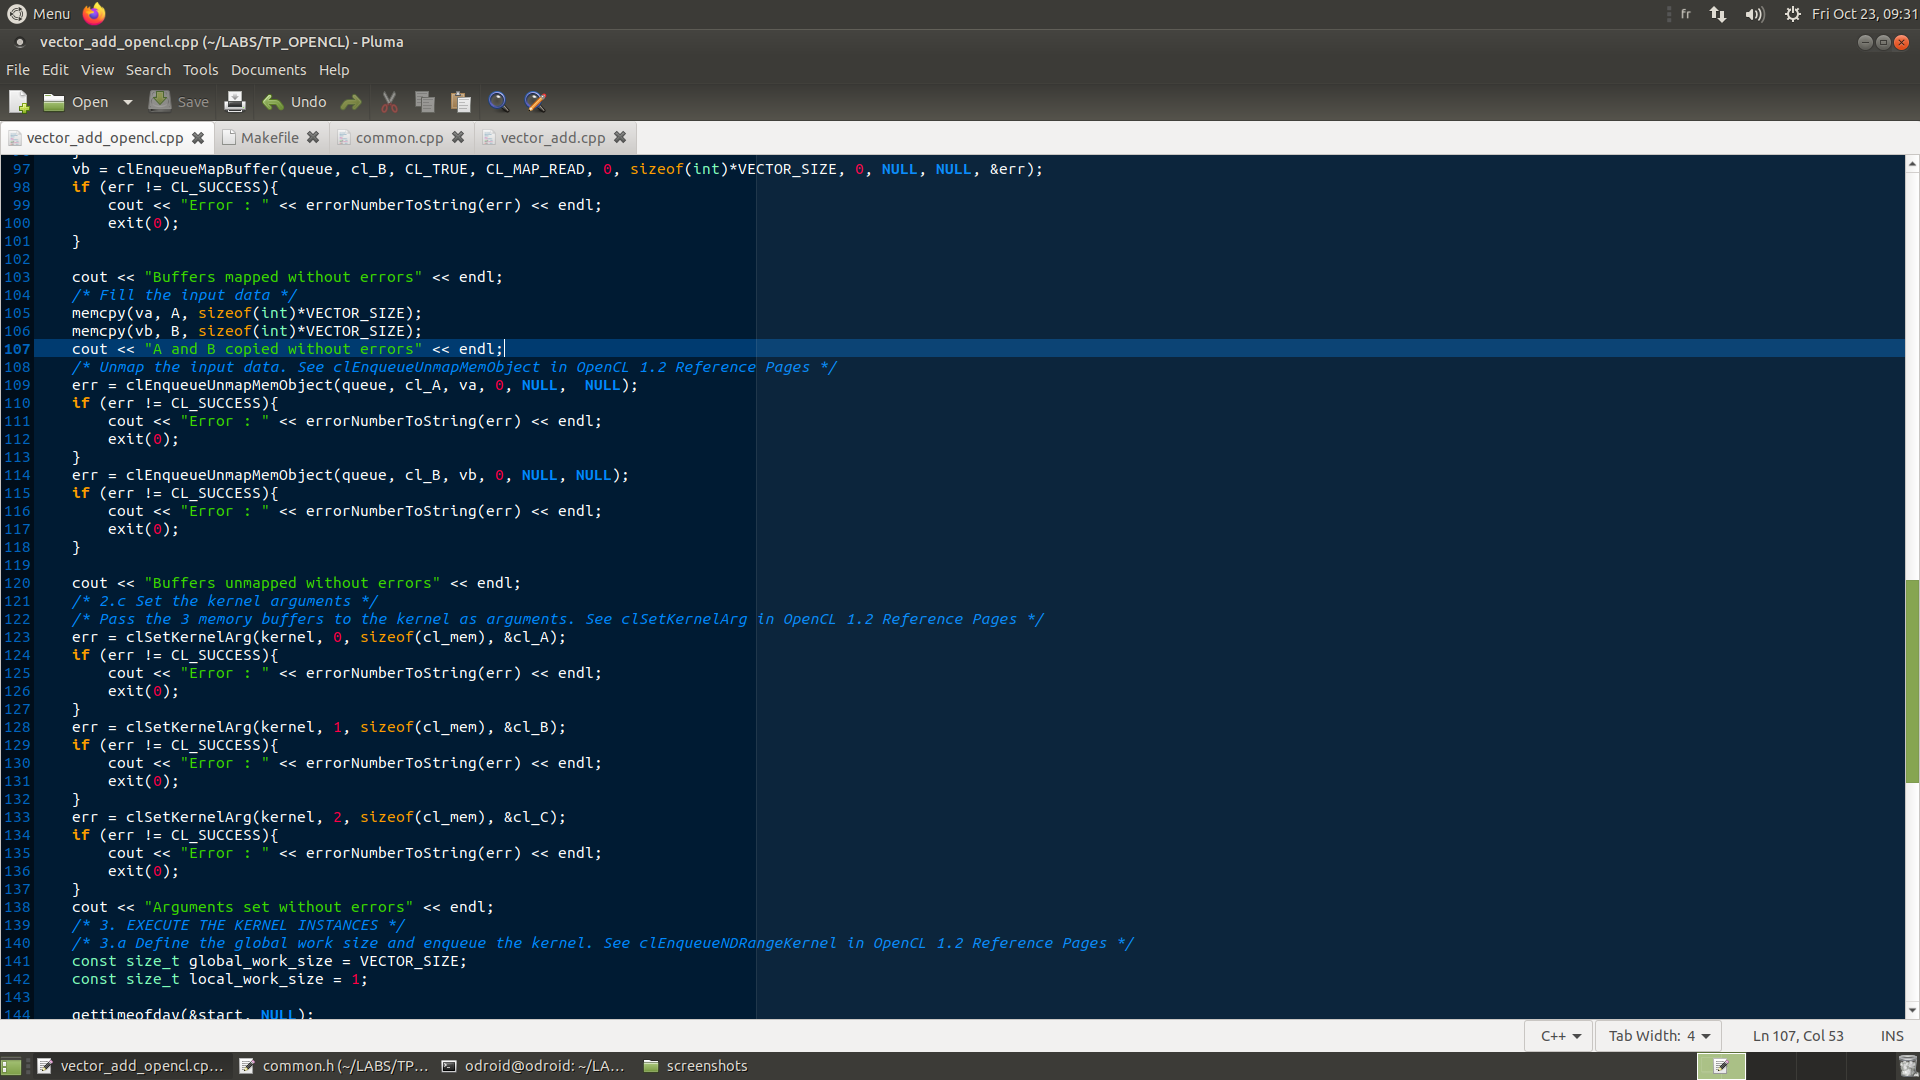 Menu
fr
Fri Oct 23, 09:31
vector_add_opencl.cpp (~/LABS/TP_OPENCL) - Pluma
File Edit View Search Tools Documents Help
Open Save Undo
vector_add_opencl.cpp Makefile common.cpp vector_add.cpp
97 vb = clEnqueueMapBuffer(queue, cl_B, CL_TRUE, CL_MAP_READ, 0, sizeof(int)*VECTOR_SIZE, 0, NULL, NULL, &err);
98 if (err != CL_SUCCESS){
99 cout << "Error : " << errorNumberToString(err) << endl;
100 exit(0);
101 }
102
103 cout << "Buffers mapped without errors" << endl;
104 /* Fill the input data */
105 memcpy(va, A, sizeof(int)*VECTOR_SIZE);
106 memcpy(vb, B, sizeof(int)*VECTOR_SIZE);
107 cout << "A and B copied without errors" << endl;
108 /* Unmap the input data. See clEnqueueUnmapMemObject in OpenCL 1.2 Reference Pages */
109 err = clEnqueueUnmapMemObject(queue, cl_A, va, 0, NULL,  NULL);
110 if (err != CL_SUCCESS){
111 cout << "Error : " << errorNumberToString(err) << endl;
112 exit(0);
113 }
114 err = clEnqueueUnmapMemObject(queue, cl_B, vb, 0, NULL, NULL);
115 if (err != CL_SUCCESS){
116 cout << "Error : " << errorNumberToString(err) << endl;
117 exit(0);
118 }
119
120 cout << "Buffers unmapped without errors" << endl;
121 /* 2.c Set the kernel arguments */
122 /* Pass the 3 memory buffers to the kernel as arguments. See clSetKernelArg in OpenCL 1.2 Reference Pages */
123 err = clSetKernelArg(kernel, 0, sizeof(cl_mem), &cl_A);
124 if (err != CL_SUCCESS){
125 cout << "Error : " << errorNumberToString(err) << endl;
126 exit(0);
127 }
128 err = clSetKernelArg(kernel, 1, sizeof(cl_mem), &cl_B);
129 if (err != CL_SUCCESS){
130 cout << "Error : " << errorNumberToString(err) << endl;
131 exit(0);
132 }
133 err = clSetKernelArg(kernel, 2, sizeof(cl_mem), &cl_C);
134 if (err != CL_SUCCESS){
135 cout << "Error : " << errorNumberToString(err) << endl;
136 exit(0);
137 }
138 cout << "Arguments set without errors" << endl;
139 /* 3. EXECUTE THE KERNEL INSTANCES */
140 /* 3.a Define the global work size and enqueue the kernel. See clEnqueueNDRangeKernel in OpenCL 1.2 Reference Pages */
141 const size_t global_work_size = VECTOR_SIZE;
142 const size_t local_work_size = 1;
143
144 gettimeofday(&start, NULL);
C++ Tab Width: 4 Ln 107, Col 53 INS
vector_add_opencl.cp... common.h (~/LABS/TP... odroid@odroid: ~/LA... screenshots